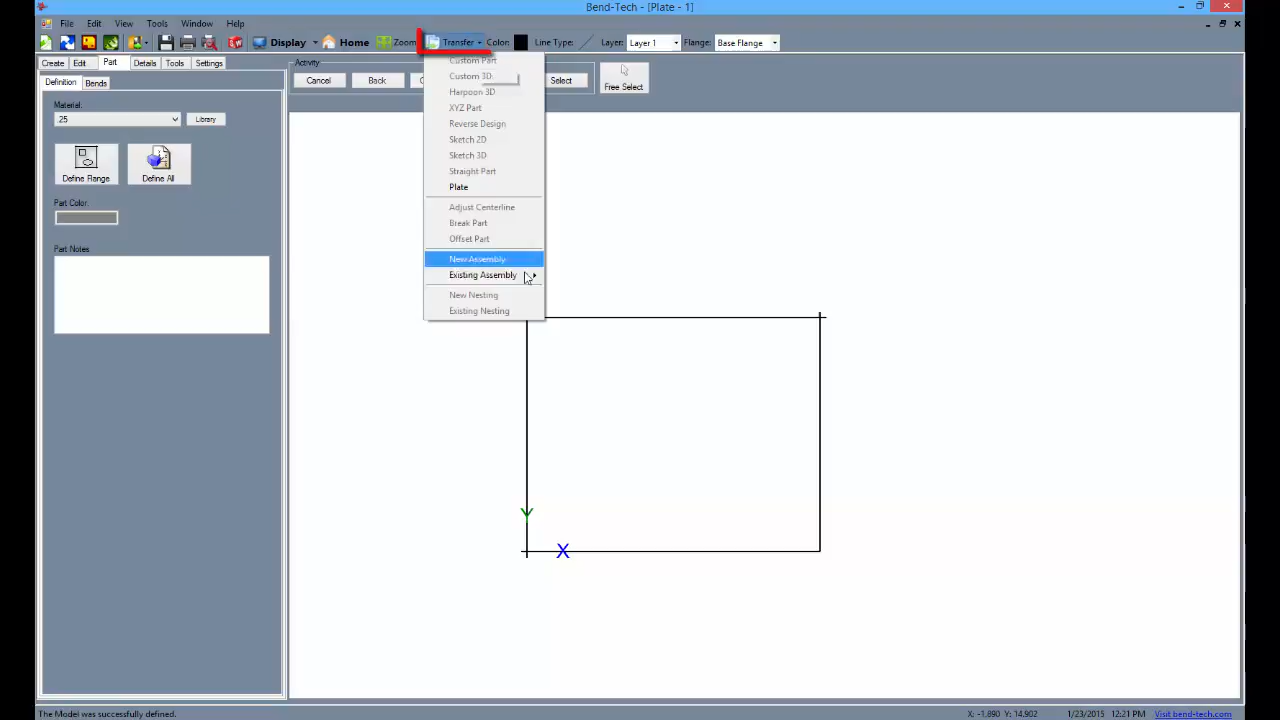 Bend-Tech - [Plate - 1]
File Edit View Tools Window Help
Display Home Zoom Transfer Color: Line Type: Layer: Layer 1 Flange: Base Flange
Create Edit Part Details Tools Settings
Definition Bends
Material:
.25 Library
Define Flange Define All
Part Color:
Part Notes
Activity
Cancel Back Select Free Select
Custom Part
Custom 3D
Harpoon 3D
XYZ Part
Reverse Design
Sketch 2D
Sketch 3D
Straight Part
Plate
Adjust Centerline
Break Part
Offset Part
New Assembly
Existing Assembly
New Nesting
Existing Nesting
Y
X
The Model was successfully defined. X: -1.890 Y: 14.902 1/23/2015 12:21 PM Visit bend-tech.com